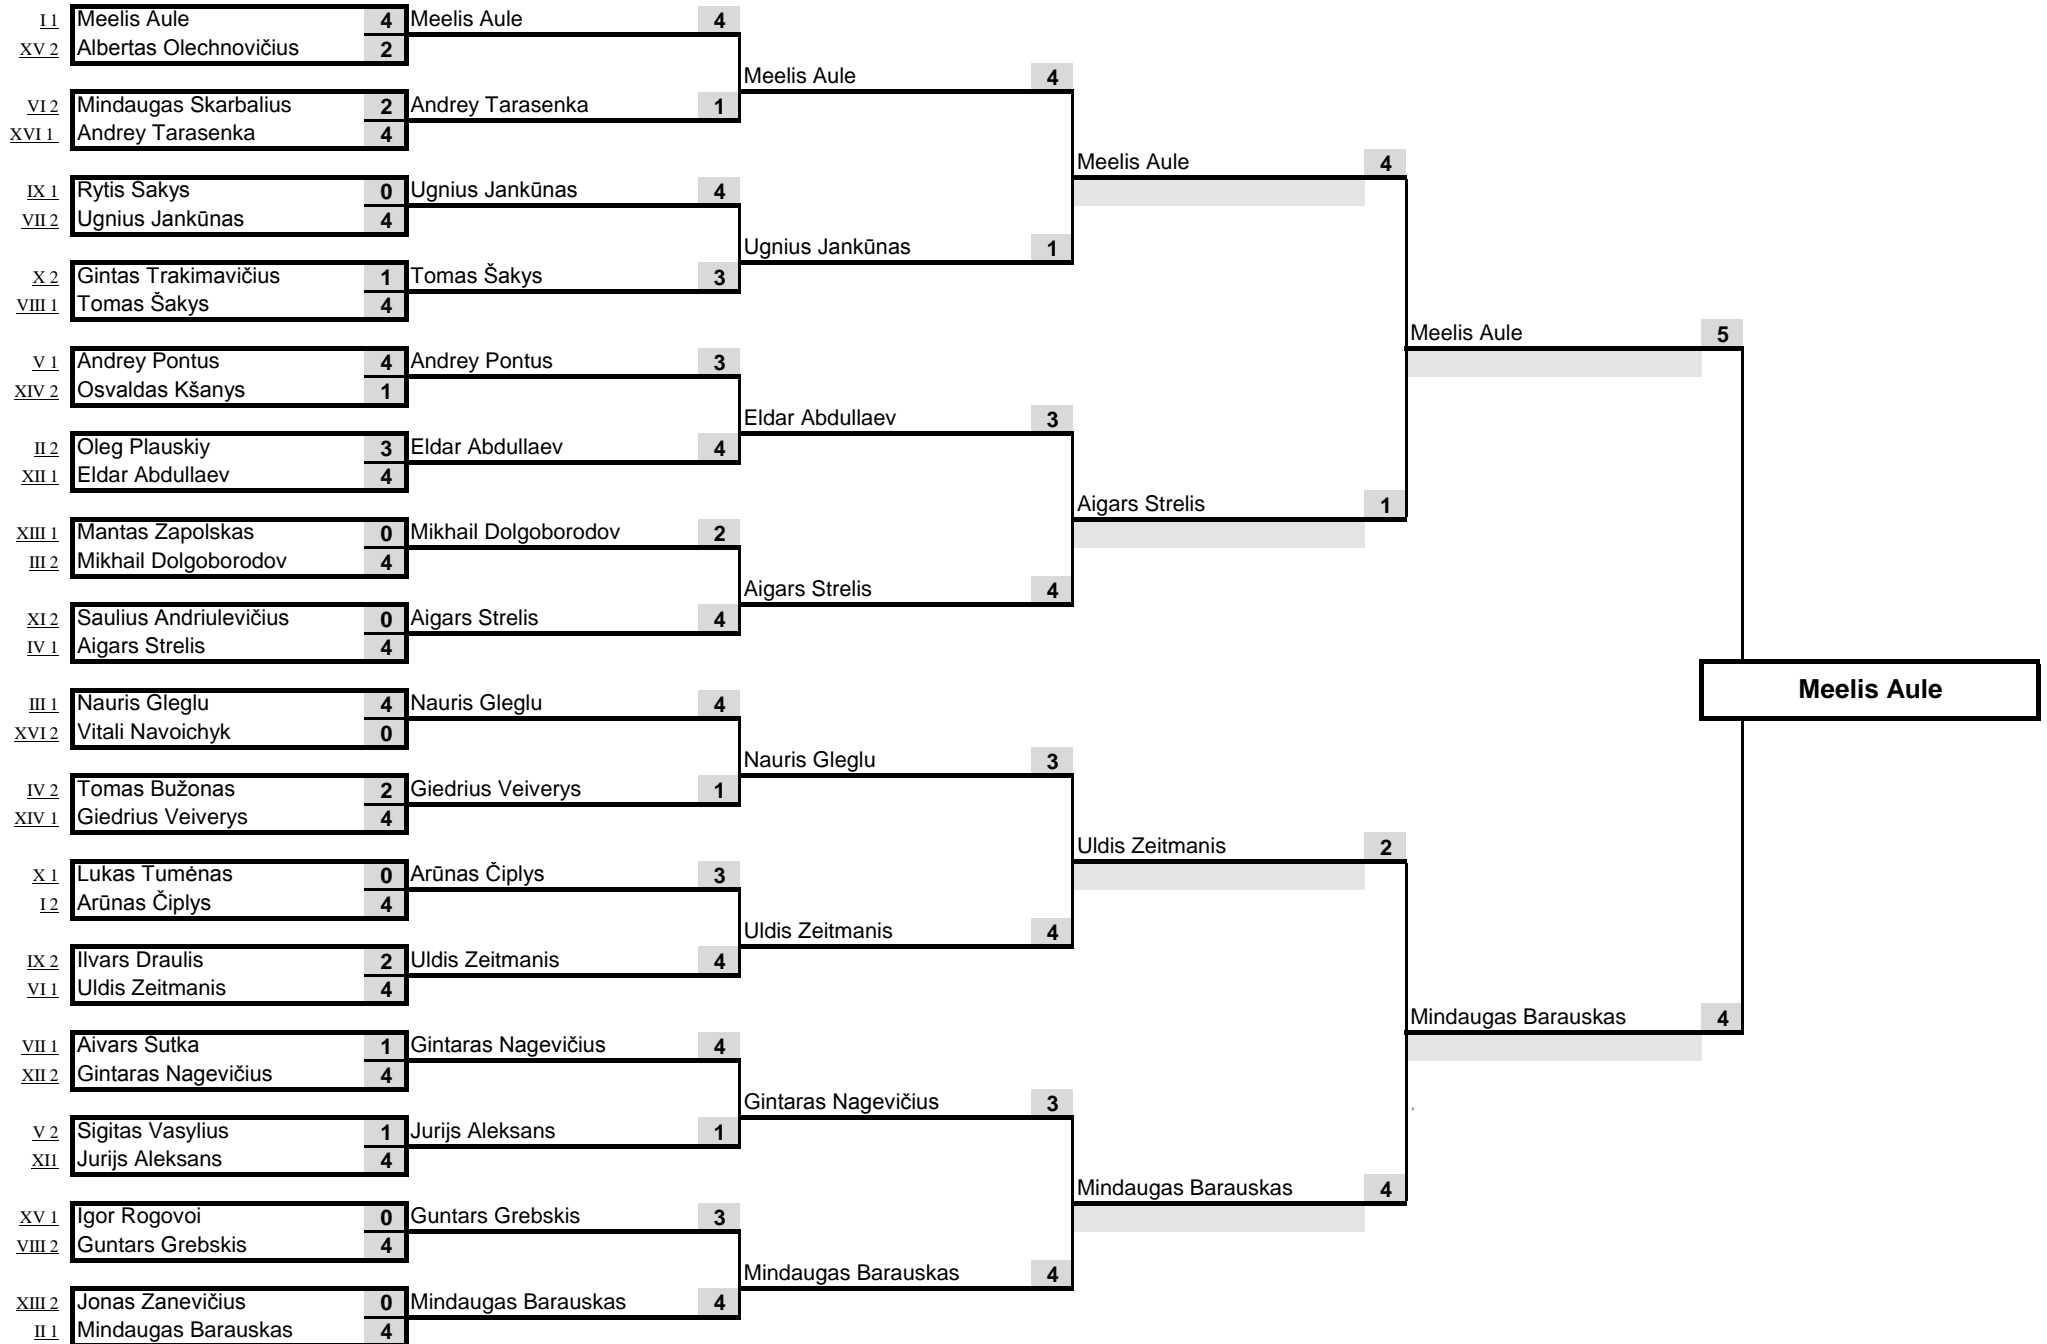 I 1 Meelis Aule 4 Meelis Aule 4
XV 2 Albertas Olechnovičius 2
Meelis Aule 4
VI 2 Mindaugas Skarbalius 2 Andrey Tarasenka 1
XVI 1 Andrey Tarasenka 4
Meelis Aule 4
IX 1 Rytis Šakys 0 Ugnius Jankūnas 4
VII 2 Ugnius Jankūnas 4
Ugnius Jankūnas 1
X 2 Gintas Trakimavičius 1 Tomas Šakys 3
VIII 1 Tomas Šakys 4
Meelis Aule 5
V 1 Andrey Pontus 4 Andrey Pontus 3
XIV 2 Osvaldas Kšanys 1
Eldar Abdullaev 3
II 2 Oleg Plauskiy 3 Eldar Abdullaev 4
XII 1 Eldar Abdullaev 4
Aigars Strelis 1
XIII 1 Mantas Zapolskas 0 Mikhail Dolgoborodov 2
III 2 Mikhail Dolgoborodov 4
Aigars Strelis 4
XI 2 Saulius Andriulevičius 0 Aigars Strelis 4
IV 1 Aigars Strelis 4
Meelis Aule
III 1 Nauris Gleglu 4 Nauris Gleglu 4
XVI 2 Vitali Navoichyk 0
Nauris Gleglu 3
IV 2 Tomas Bužonas 2 Giedrius Veiverys 1
XIV 1 Giedrius Veiverys 4
Uldis Zeitmanis 2
X 1 Lukas Tumėnas 0 Arūnas Čiplys 3
I 2 Arūnas Čiplys 4
Uldis Zeitmanis 4
IX 2 Ilvars Draulis 2 Uldis Zeitmanis 4
VI 1 Uldis Zeitmanis 4
Mindaugas Barauskas 4
VII 1 Aivars Šutka 1 Gintaras Nagevičius 4
XII 2 Gintaras Nagevičius 4
Gintaras Nagevičius 3
V 2 Sigitas Vasylius 1 Jurijs Aleksans 1
XI1 Jurijs Aleksans 4
Mindaugas Barauskas 4
XV 1 Igor Rogovoi 0 Guntars Grebskis 3
VIII 2 Guntars Grebskis 4
Mindaugas Barauskas 4
XIII 2 Jonas Zanevičius 0 Mindaugas Barauskas 4
II 1 Mindaugas Barauskas 4